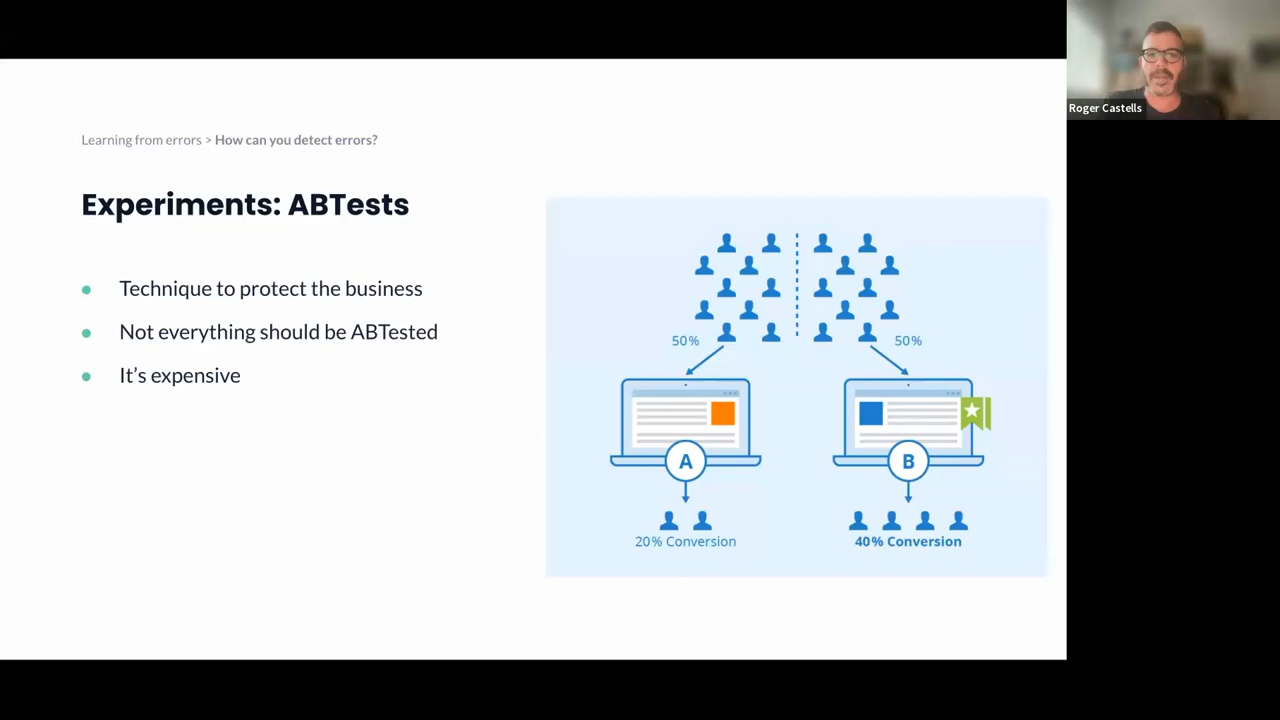 Roger Castells
Learning from errors > How can you detect errors?
Experiments: ABTests
Technique to protect the business
Not everything should be ABTested
It's expensive
50%
50%
A
B
20% Conversion
40% Conversion